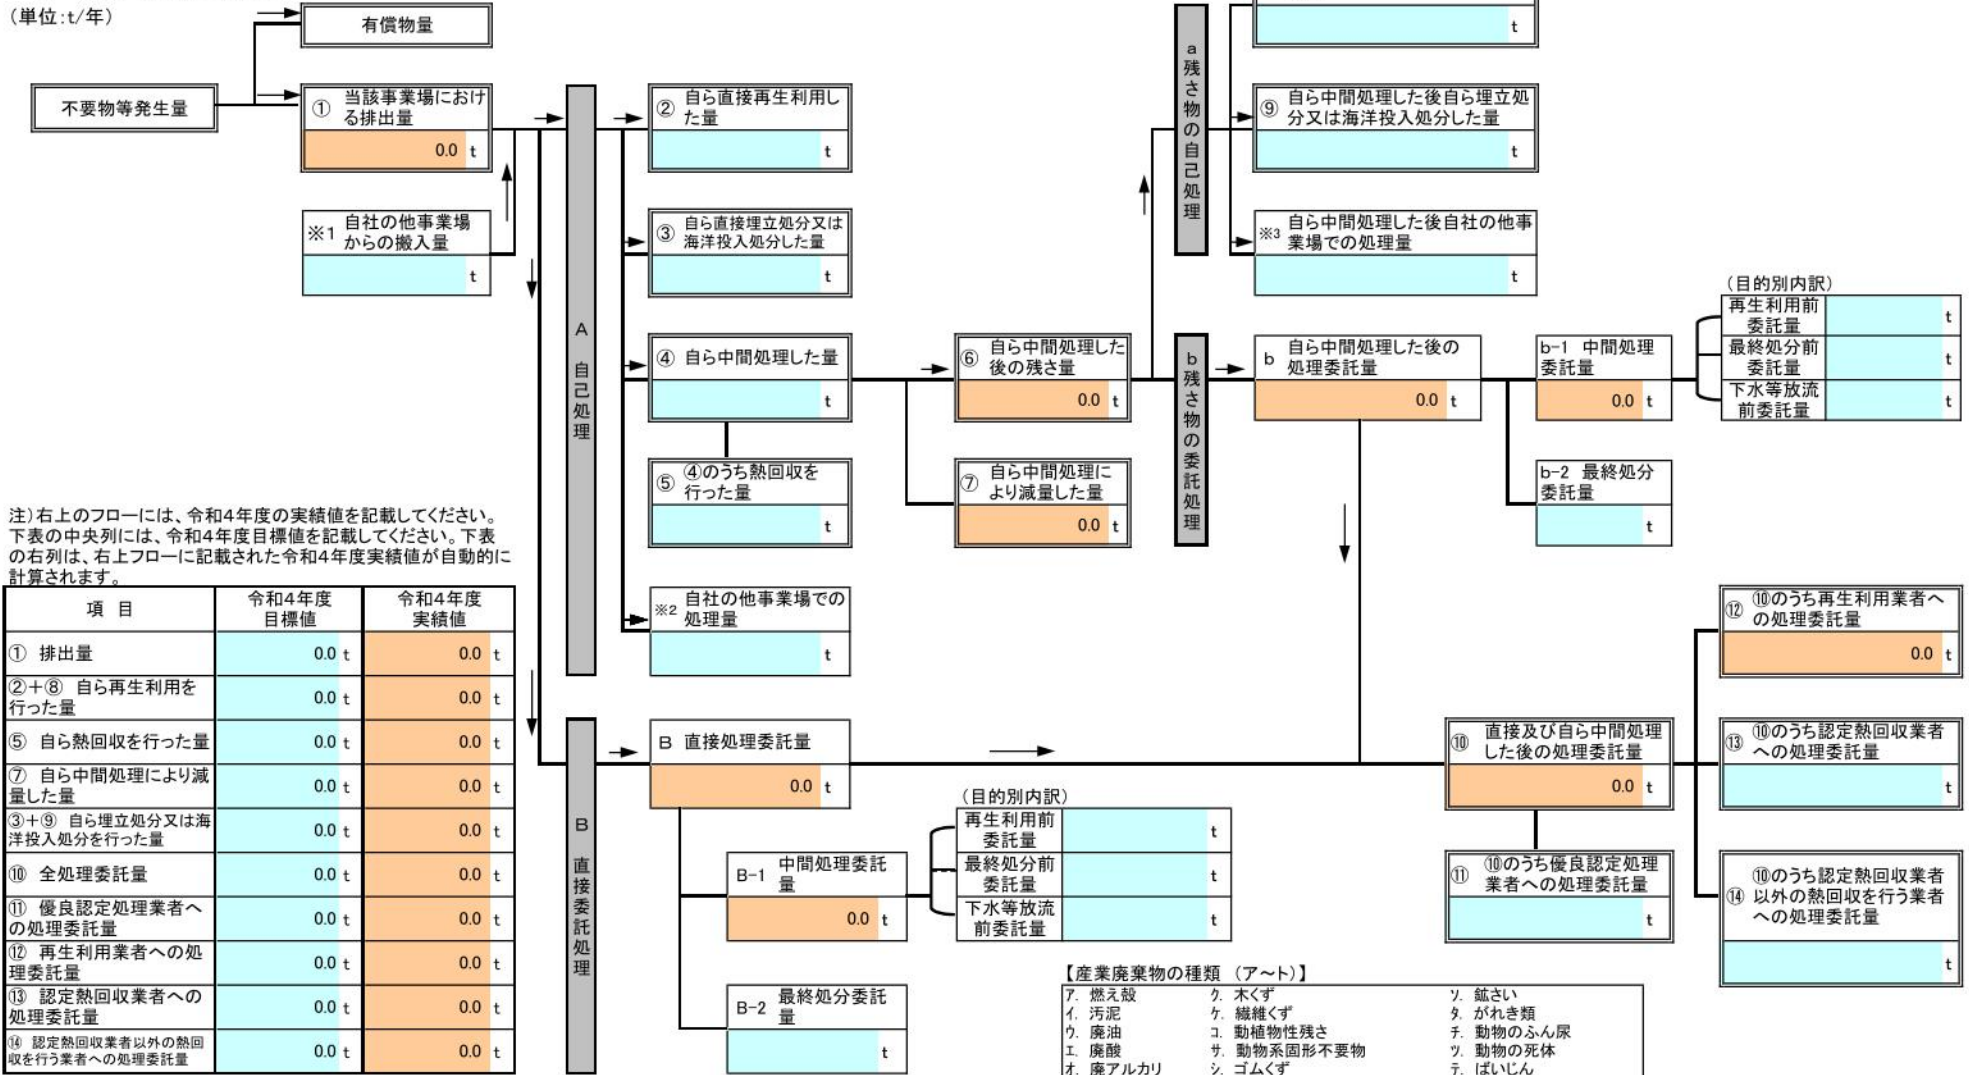 (単位:t/年)
有償物量
不要物等発生量
① 当該事業場におけ
る排出量
0.0 t
※1 自社の他事業場
からの搬入量
t
A 自己処理
② 自ら直接再生利用し
た量
t
③ 自ら直接埋立処分又は
海洋投入処分した量
t
④ 自ら中間処理した量
t
⑤ ④のうち熱回収を
行った量
t
※2 自社の他事業場での
処理量
t
⑥ 自ら中間処理した
後の残さ量
0.0 t
⑦ 自ら中間処理に
より減量した量
0.0 t
a 残さ物の自己処理
t
⑨ 自ら中間処理した後自ら埋立処
分又は海洋投入処分した量
t
※3 自ら中間処理した後自社の他事
業場での処理量
t
b 残さ物の委託処理
b 自ら中間処理した後の
処理委託量
0.0 t
b-1 中間処理
委託量
0.0 t
b-2 最終処分
委託量
t
(目的別内訳)
再生利用前
委託量
t
最終処分前
委託量
t
下水等放流
前委託量
t
注)右上のフローには、令和4年度の実績値を記載してください。
下表の中央列には、令和4年度目標値を記載してください。下表
の右列は、右上フローに記載された令和4年度実績値が自動的に
計算されます。
項 目 令和4年度 令和4年度
目標値 実績値
① 排出量 0.0 t 0.0 t
②+⑧ 自ら再生利用を
行った量 0.0 t 0.0 t
⑤ 自ら熱回収を行った量 0.0 t 0.0 t
⑦ 自ら中間処理により減
量した量 0.0 t 0.0 t
③+⑨ 自ら埋立処分又は海
洋投入処分を行った量 0.0 t 0.0 t
⑩ 全処理委託量 0.0 t 0.0 t
⑪ 優良認定処理業者へ
の処理委託量 0.0 t 0.0 t
⑫ 再生利用業者への処
理委託量 0.0 t 0.0 t
⑬ 認定熱回収業者への
処理委託量 0.0 t 0.0 t
⑭ 認定熱回収業者以外の熱回
収を行う業者への処理委託量 0.0 t 0.0 t
B 直接委託処理
B 直接処理委託量
0.0 t
B-1 中間処理委託
量
0.0 t
B-2 最終処分委託
量
t
(目的別内訳)
再生利用前
委託量
t
最終処分前
委託量
t
下水等放流
前委託量
t
⑩ 直接及び自ら中間処理
した後の処理委託量
0.0 t
⑪ ⑩のうち優良認定処理
業者への処理委託量
t
⑫ ⑩のうち再生利用業者へ
の処理委託量
0.0 t
⑬ ⑩のうち認定熱回収業者
への処理委託量
t
⑭ ⑩のうち認定熱回収業者
以外の熱回収を行う業者
への処理委託量
t
【産業廃棄物の種類 (ア~ト)】
ア. 燃え殻 ク. 木くず ソ. 鉱さい
イ. 汚泥 ケ. 繊維くず タ. がれき類
ウ. 廃油 コ. 動植物性残さ チ. 動物のふん尿
エ. 廃酸 サ. 動物系固形不要物 ツ. 動物の死体
オ. 廃アルカリ シ. ゴムくず テ. ばいじん